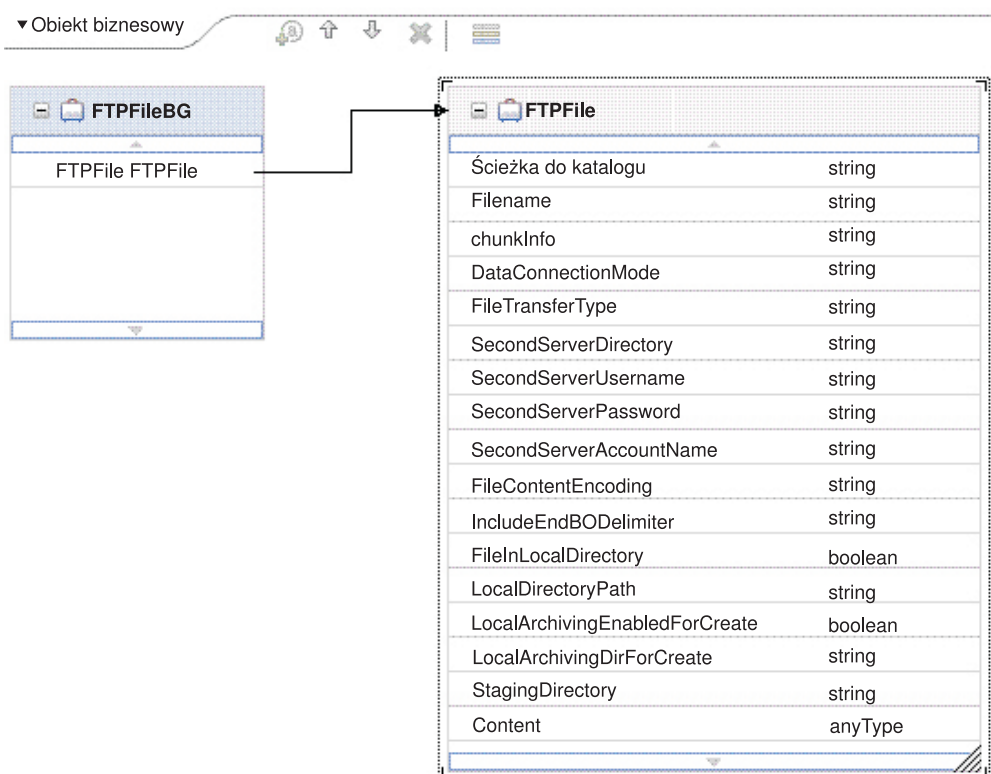 Obiekt biznesowy
FTPFileBG
FTPFile FTPFile
FTPFile
Ścieżka do katalogu string
Filename string
chunkInfo string
DataConnectionMode string
FileTransferType string
SecondServerDirectory string
SecondServerUsername string
SecondServerPassword string
SecondServerAccountName string
FileContentEncoding string
IncludeEndBODelimiter string
FileInLocalDirectory boolean
LocalDirectoryPath string
LocalArchivingEnabledForCreate boolean
LocalArchivingDirForCreate string
StagingDirectory string
Content anyType